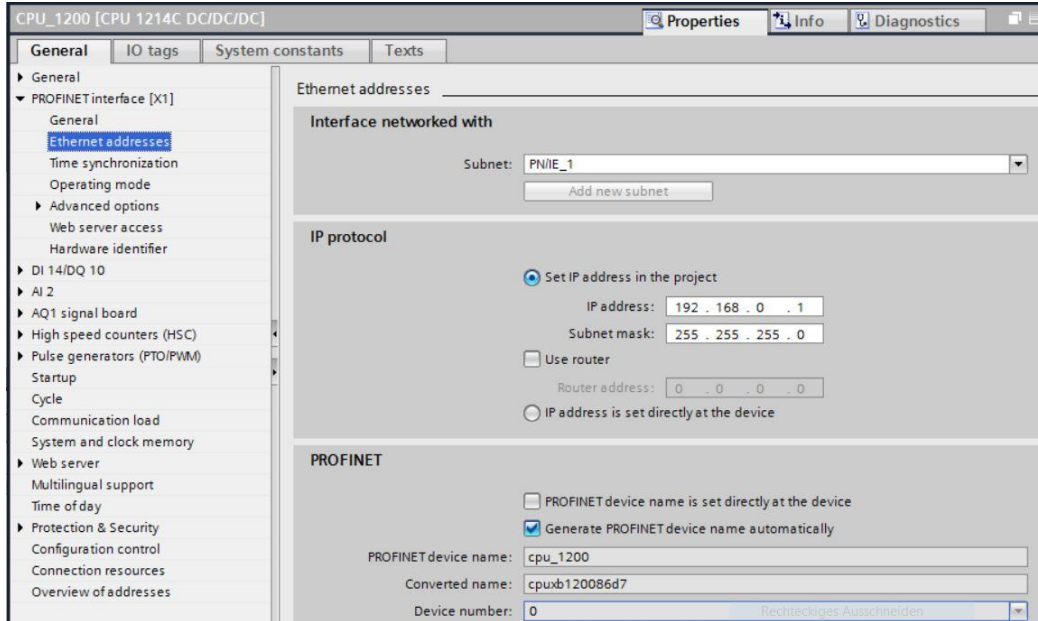 CPU_1200 [CPU 1214C DC/DC/DC]
Properties
Info
Diagnostics
General
IO tags
System constants
Texts
General
PROFINET interface [X1]
General
Ethernet addresses
Time synchronization
Operating mode
Advanced options
Web server access
Hardware identifier
DI 14/DQ 10
AI 2
AQ1 signal board
High speed counters (HSC)
Pulse generators (PTO/PWM)
Startup
Cycle
Communication load
System and clock memory
Web server
Multilingual support
Time of day
Protection & Security
Configuration control
Connection resources
Overview of addresses
Ethernet addresses
Interface networked with
Subnet: PN/IE_1
Add new subnet
IP protocol
Set IP address in the project
IP address: 192 . 168 . 0 . 1
Subnet mask: 255 . 255 . 255 . 0
Use router
Router address: 0 . 0 . 0 . 0
IP address is set directly at the device
PROFINET
PROFINET device name is set directly at the device
Generate PROFINET device name automatically
PROFINET device name: cpu_1200
Converted name: cpuxb120086d7
Device number: 0
Rechteckiges Ausschneiden